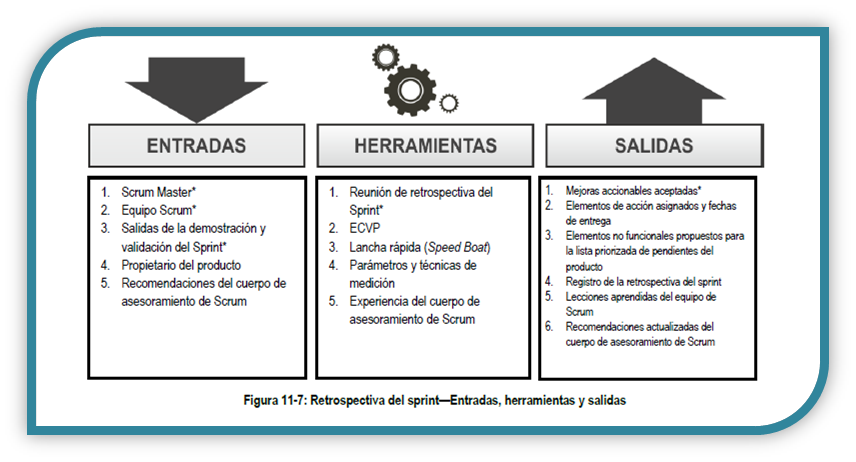 ENTRADAS
1. Scrum Master*
2. Equipo Scrum*
3. Salidas de la demostración y
validación del Sprint*
4. Propietario del producto
5. Recomendaciones del cuerpo de
asesoramiento de Scrum
HERRAMIENTAS
1. Reunión de retrospectiva del
Sprint*
2. ECVP
3. Lancha rápida (Speed Boat)
4. Parámetros y técnicas de
medición
5. Experiencia del cuerpo de
asesoramiento de Scrum
SALIDAS
1. Mejoras accionables aceptadas*
2. Elementos de acción asignados y fechas
de entrega
3. Elementos no funcionales propuestos para
la lista priorizada de pendientes del
producto
4. Registro de la retrospectiva del sprint
5. Lecciones aprendidas del equipo de
Scrum
6. Recomendaciones actualizadas del
cuerpo de asesoramiento de Scrum
Figura 11-7: Retrospectiva del sprint—Entradas, herramientas y salidas